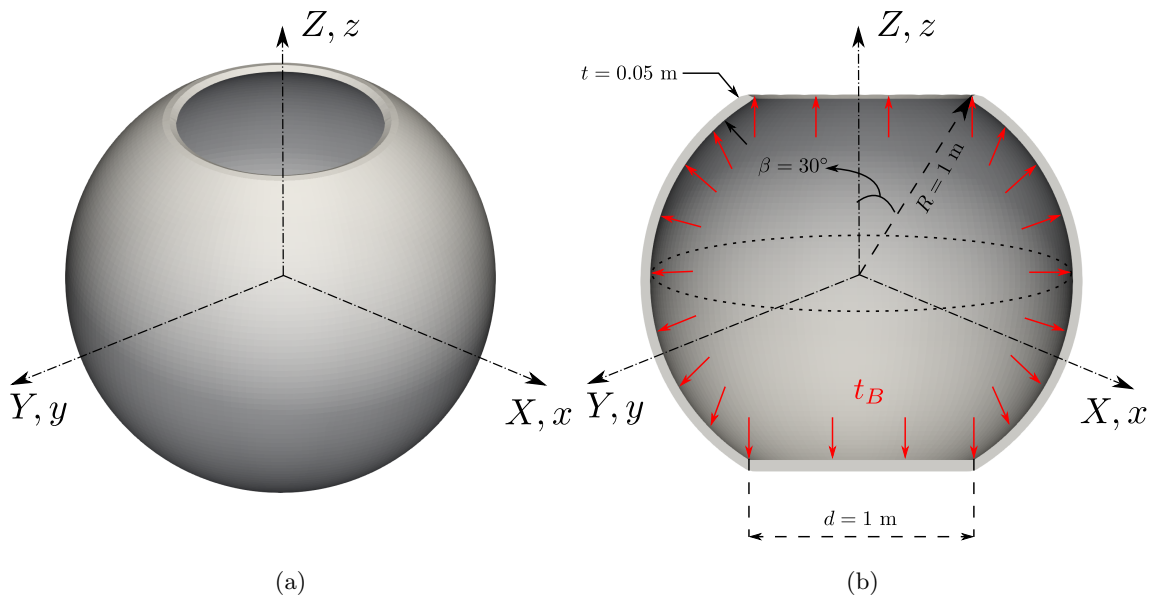 Z, z
Y, y
X, x
(a)
Z, z
t = 0.05 m
β = 30°
R = 1 m
t_B
Y, y
X, x
d = 1 m
(b)